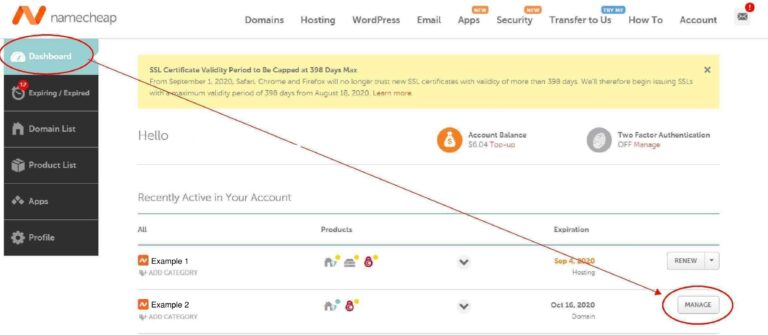 namecheap
NEW NEW TRY ME
Domains Hosting WordPress Email Apps Security Transfer to Us How To Account
!
Dashboard
17
Expiring / Expired
Domain List
Product List
Apps
Profile
SSL Certificate Validity Period to Be Capped at 398 Days Max
From September 1, 2020, Safari, Chrome and Firefox will no longer trust new SSL certificates with validity of more than 398 days. We'll therefore begin issuing SSLs
with a maximum validity period of 398 days from August 18, 2020. Learn more.
Hello
$
Account Balance
$6.04 Top-up
Two Factor Authentication
OFF Manage
Recently Active in Your Account
All Products Expiration
Example 1 Sep 4, 2020 RENEW
ADD CATEGORY Hosting
Example 2 Oct 16, 2020 MANAGE
ADD CATEGORY Domain